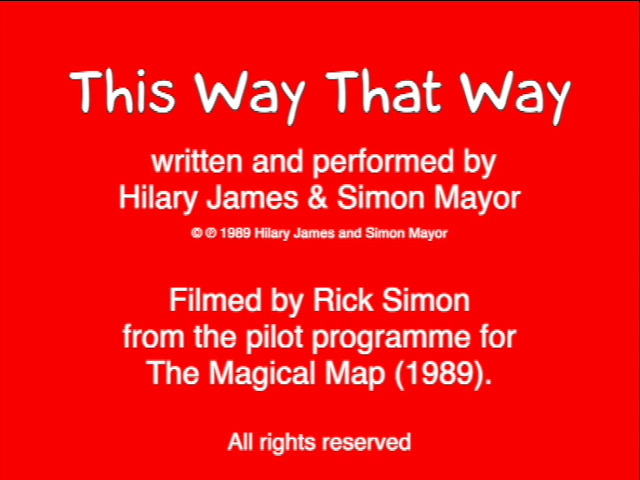 This Way That Way
written and performed by
Hilary James & Simon Mayor
© ℗ 1989 Hilary James and Simon Mayor
Filmed by Rick Simon
from the pilot programme for
The Magical Map (1989).
All rights reserved